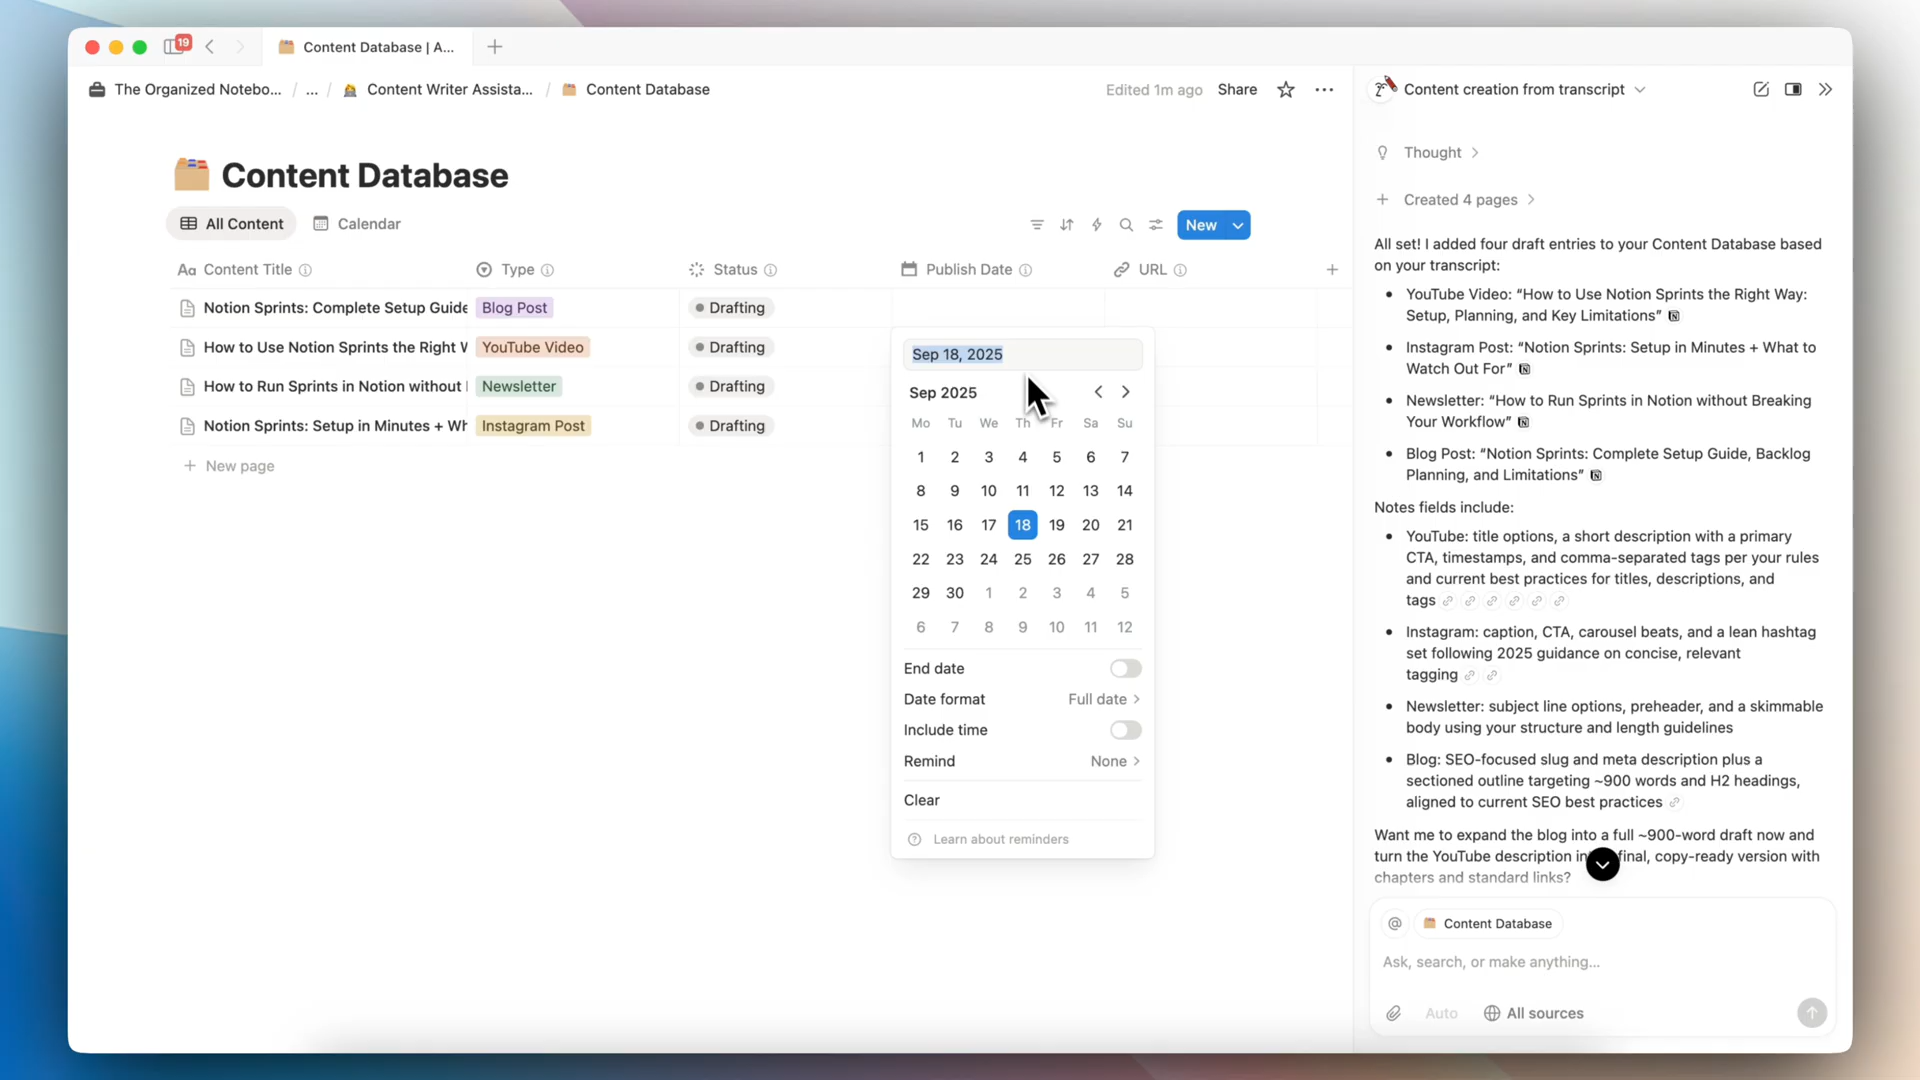 19
Content Database | A...
The Organized Notebo... / ... / Content Writer Assista... / Content Database
Edited 1m ago
Share
Content Database
All Content
Calendar
New
Aa Content Title
Type
Status
Publish Date
URL
Notion Sprints: Complete Setup Guide
Blog Post
Drafting
How to Use Notion Sprints the Right
YouTube Video
Drafting
How to Run Sprints in Notion without
Newsletter
Drafting
Notion Sprints: Setup in Minutes +
Instagram Post
Drafting
New page
Sep 18, 2025
Sep 2025
Mo Tu We Th Fr Sa Su
1 2 3 4 5 6 7
8 9 10 11 12 13 14
15 16 17 18 19 20 21
22 23 24 25 26 27 28
29 30 1 2 3 4 5
6 7 8 9 10 11 12
End date
Date format Full date
Include time
Remind None
Clear
Learn about reminders
Content creation from transcript
Thought
Created 4 pages
All set! I added four draft entries to your Content Database based
on your transcript:
• YouTube Video: “How to Use Notion Sprints the Right Way:
Setup, Planning, and Key Limitations”
• Instagram Post: “Notion Sprints: Setup in Minutes + What to
Watch Out For”
• Newsletter: “How to Run Sprints in Notion without Breaking
Your Workflow”
• Blog Post: “Notion Sprints: Complete Setup Guide, Backlog
Planning, and Limitations”
Notes fields include:
• YouTube: title options, a short description with a primary
CTA, timestamps, and comma-separated tags per your rules
and current best practices for titles, descriptions, and
tags
• Instagram: caption, CTA, carousel beats, and a lean hashtag
set following 2025 guidance on concise, relevant
tagging
• Newsletter: subject line options, preheader, and a skimmable
body using your structure and length guidelines
• Blog: SEO-focused slug and meta description plus a
sectioned outline targeting ~900 words and H2 headings,
aligned to current SEO best practices
Want me to expand the blog into a full ~900-word draft now and
turn the YouTube description final, copy-ready version with
chapters and standard links?
@ Content Database
Ask, search, or make anything...
Auto
All sources